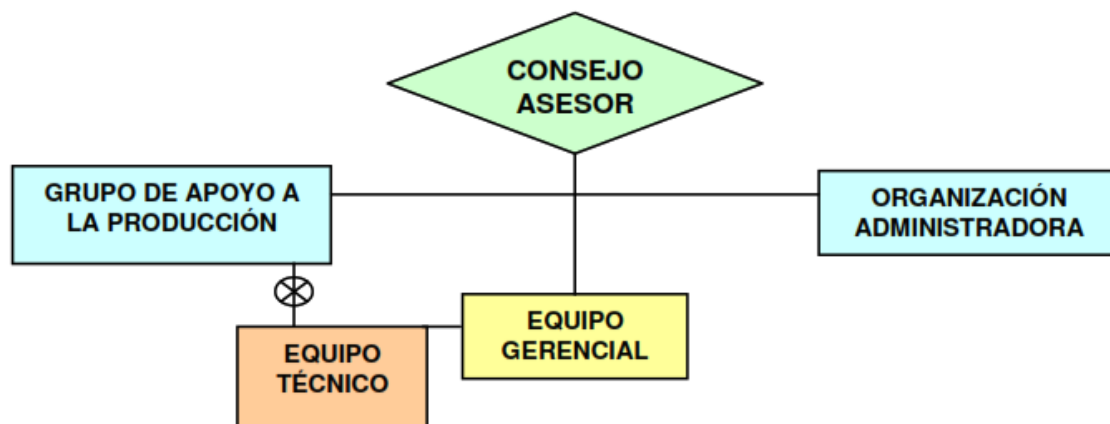 CONSEJO
ASESOR
GRUPO DE APOYO A
LA PRODUCCIÓN
ORGANIZACIÓN
ADMINISTRADORA
EQUIPO
GERENCIAL
EQUIPO
TÉCNICO